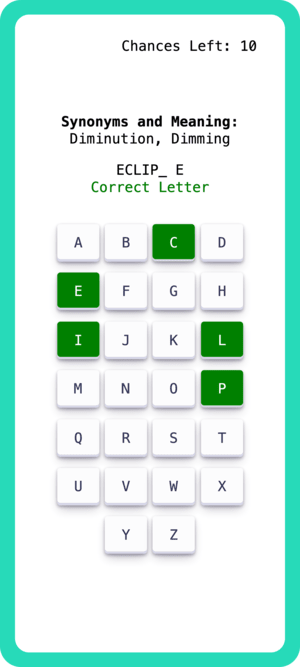 Chances Left: 10
Synonyms and Meaning:
Diminution, Dimming
ECLIP_ E
Correct Letter
A B C D
E F G H
I J K L
M N O P
Q R S T
U V W X
Y Z